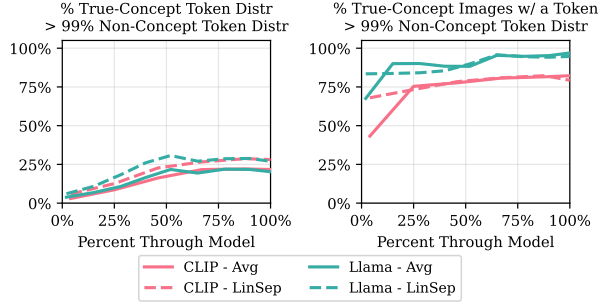 % True-Concept Token Distr
> 99% Non-Concept Token Distr
100%
75%
50%
25%
0%
0% 25% 50% 75% 100%
Percent Through Model
% True-Concept Images w/ a Token
> 99% Non-Concept Token Distr
100%
75%
50%
25%
0%
0% 25% 50% 75% 100%
Percent Through Model
CLIP - Avg
CLIP - LinSep
Llama - Avg
Llama - LinSep